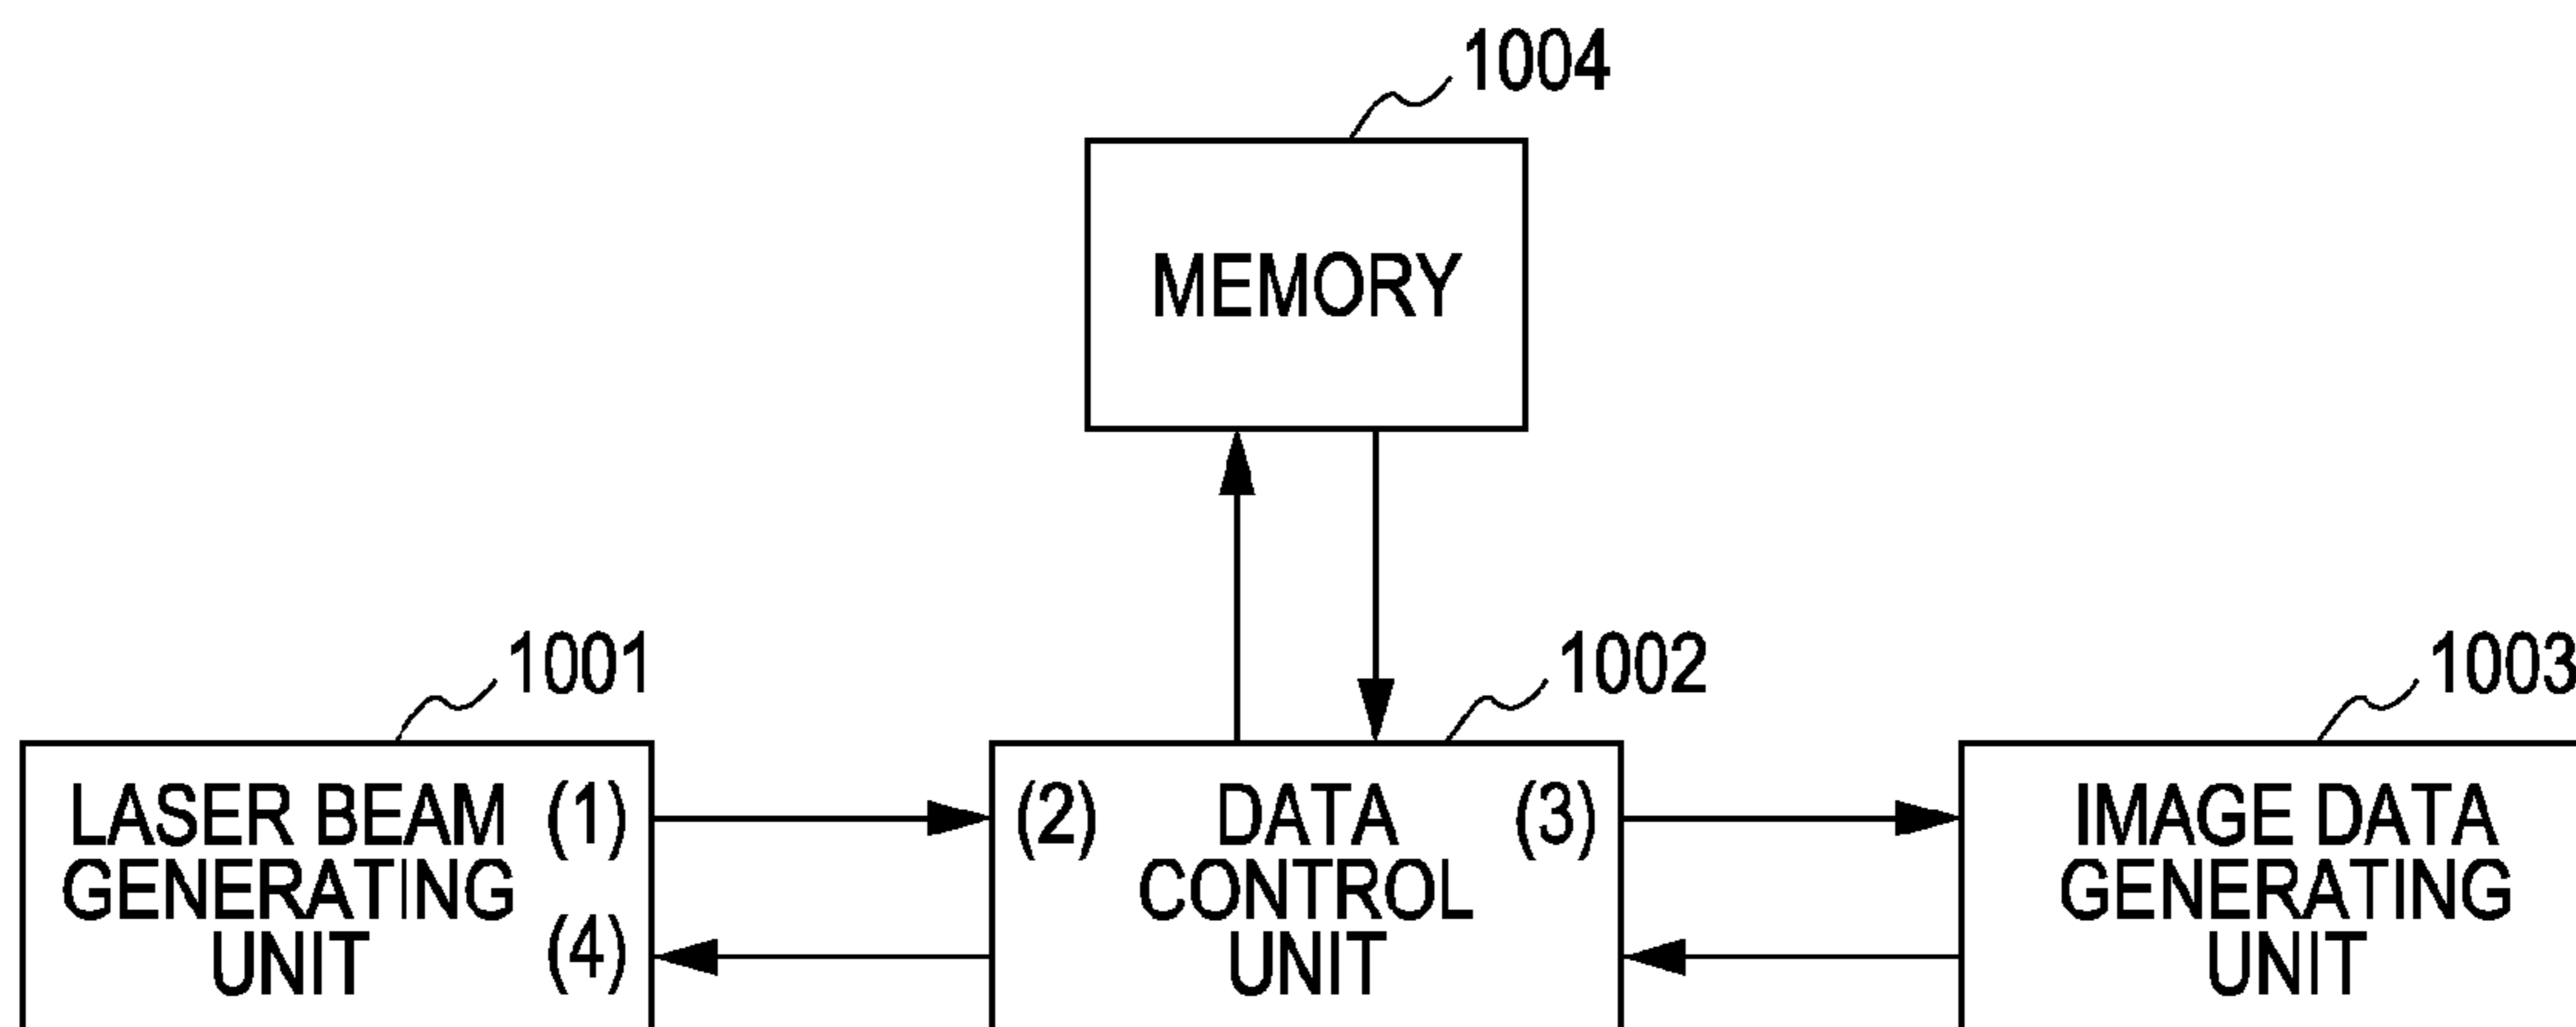 1004
MEMORY
1001
1002
1003
LASER BEAM (1)
GENERATING
UNIT (4)
(2) DATA (3)
CONTROL
UNIT
IMAGE DATA
GENERATING
UNIT